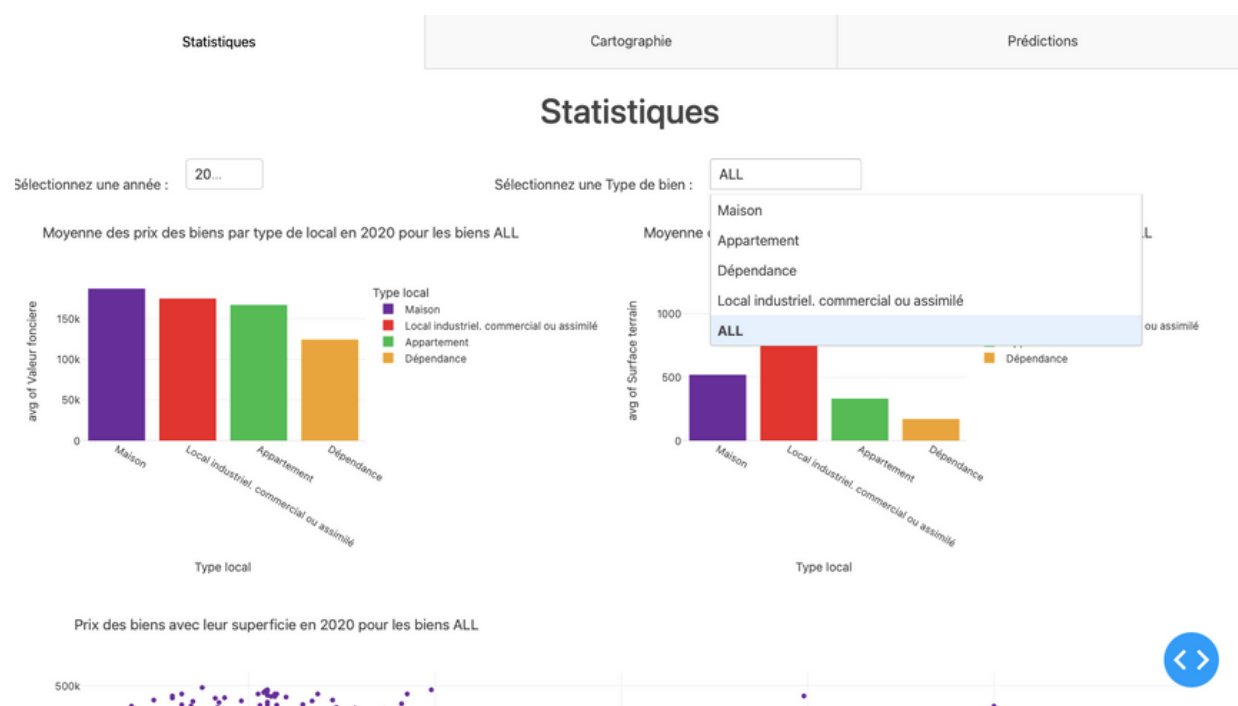 Statistiques
Cartographie
Prédictions
Statistiques
Sélectionnez une année :
20...
Sélectionnez une Type de bien :
ALL
Maison
Appartement
Dépendance
Local industriel. commercial ou assimilé
ALL
Moyenne des prix des biens par type de local en 2020 pour les biens ALL
avg of Valeur fonciere
150k
100k
50k
0
Maison
Local industriel. commercial ou assimilé
Appartement
Dépendance
Type local
Type local
Maison
Local industriel. commercial ou assimilé
Appartement
Dépendance
Moyenne
L
avg of Surface terrain
1000
500
0
Maison
Local industriel. commercial ou assimilé
Appartement
Dépendance
Type local
ou assimilé
Dépendance
Prix des biens avec leur superficie en 2020 pour les biens ALL
500k